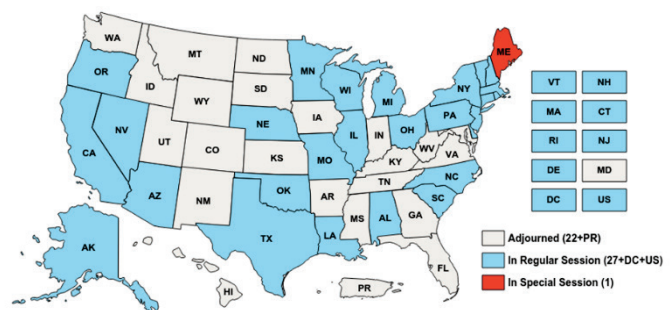 WA
MT
ND
MN
ME
OR
ID
SD
WI
MI
NY
WY
NE
IA
PA
NV
UT
CO
IL
IN
OH
WV
VA
CA
KS
MO
KY
AZ
NM
OK
AR
TN
NC
SC
TX
LA
MS
AL
GA
AK
FL
HI
PR
VT NH
MA CT
RI NJ
DE MD
DC US
Adjourned (22+PR)
In Regular Session (27+DC+US)
In Special Session (1)